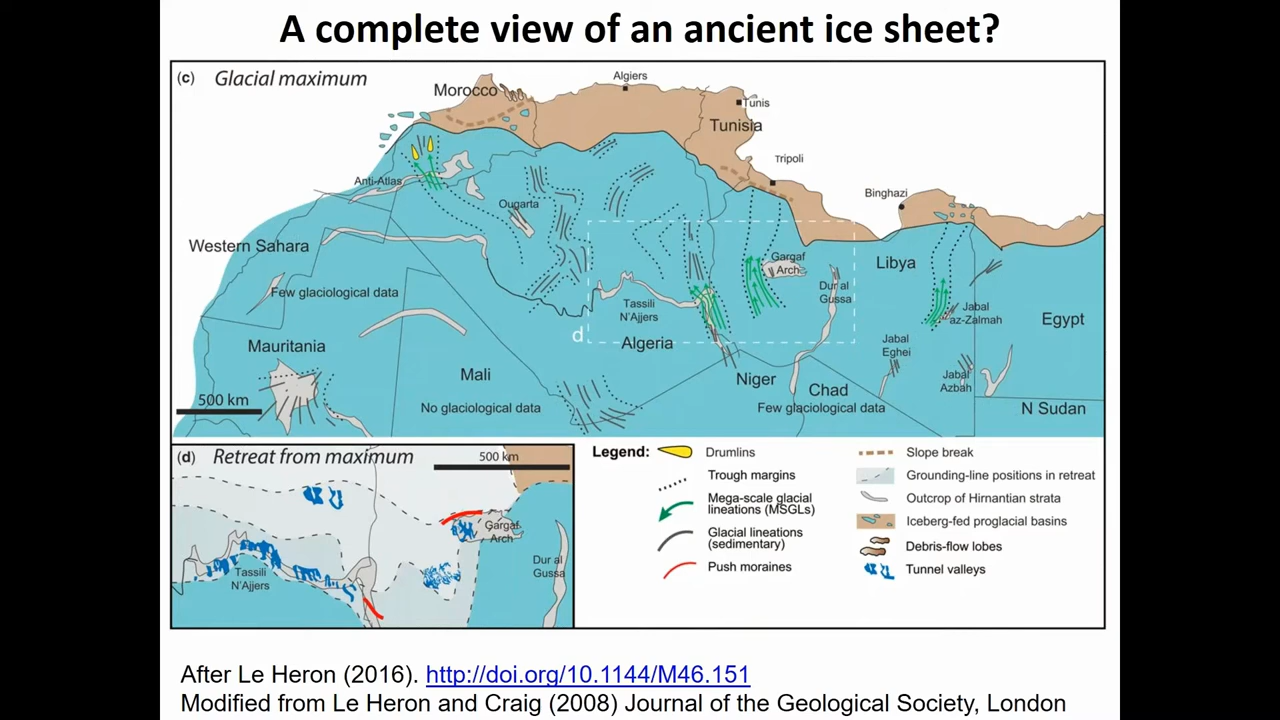 A complete view of an ancient ice sheet?
(c) Glacial maximum
Algiers
Morocco
Tunis
Tunisia
Tripoli
Anti-Atlas
Binghazi
Ougarta
Western Sahara
Gargaf
Arch
Libya
Few glaciological data
Dur al
Gussa
Tassili
N'Ajjers
Jabal
az-Zalmah
Egypt
d
Algeria
Mauritania
Jabal
Eghei
Mali
Niger
Chad
Jabal
Azbah
500 km
No glaciological data
Few glaciological data
N Sudan
(d) Retreat from maximum
500 km
Gargaf
Arch
Dur al
Gussa
Tassili
N'Ajjers
Legend:
Drumlins
Trough margins
Mega-scale glacial
lineations (MSGLs)
Glacial lineations
(sedimentary)
Push moraines
Slope break
Grounding-line positions in retreat
Outcrop of Hirnantian strata
Iceberg-fed proglacial basins
Debris-flow lobes
Tunnel valleys
After Le Heron (2016). http://doi.org/10.1144/M46.151
Modified from Le Heron and Craig (2008) Journal of the Geological Society, London